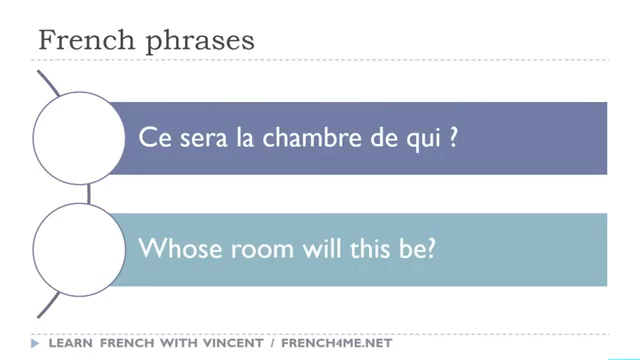 French phrases
Ce sera la chambre de qui ?
Whose room will this be?
LEARN FRENCH WITH VINCENT / FRENCH4ME.NET